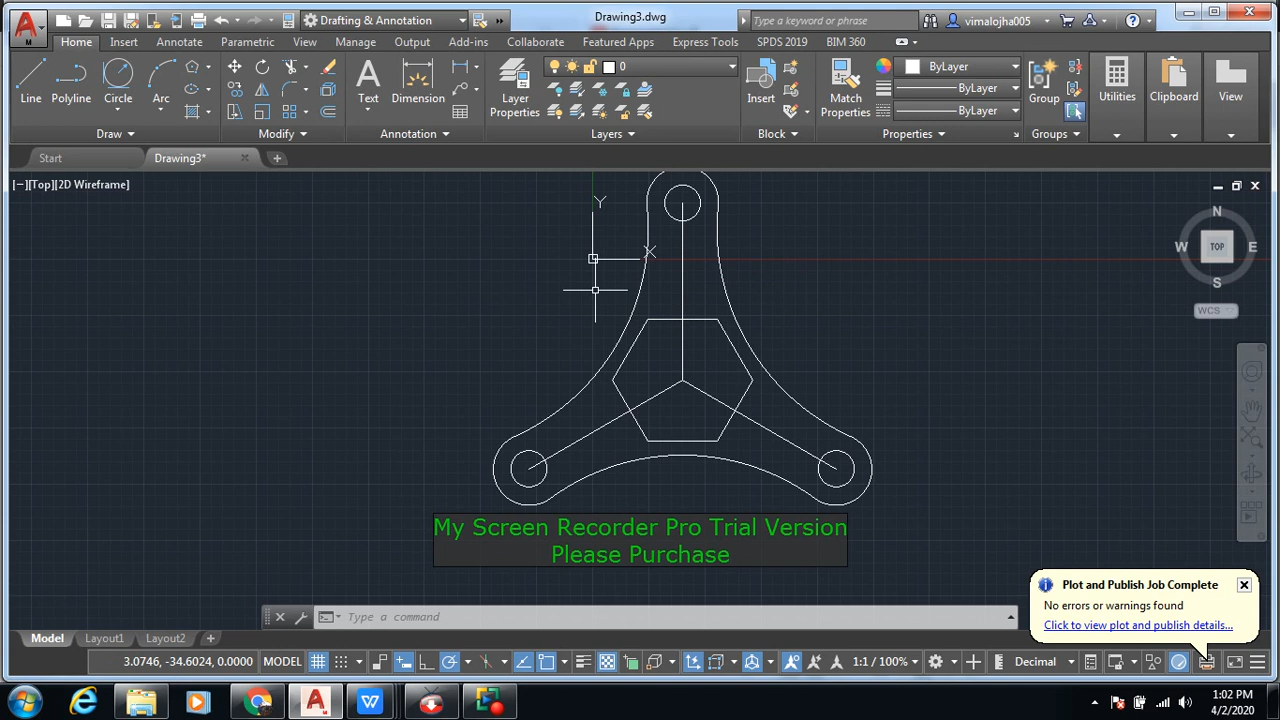 Drafting & Annotation
Drawing3.dwg
Type a keyword or phrase
vimalojha005
M
Home
Insert
Annotate
Parametric
View
Manage
Output
Add-ins
Collaborate
Featured Apps
Express Tools
SPDS 2019
BIM 360
Line
Polyline
Circle
Arc
Text
Dimension
Layer
Properties
0
Insert
Match
Properties
ByLayer
ByLayer
ByLayer
Group
Utilities
Clipboard
View
Draw
Modify
Annotation
Layers
Block
Properties
Groups
Start
Drawing3*
[−][Top][2D Wireframe]
Y
X
N
W
TOP
E
S
WCS
My Screen Recorder Pro Trial Version
Please Purchase
Plot and Publish Job Complete
No errors or warnings found
Click to view plot and publish details...
Type a command
Model
Layout1
Layout2
3.0746, -34.6024, 0.0000
MODEL
1:1 / 100%
Decimal
1:02 PM
4/2/2020